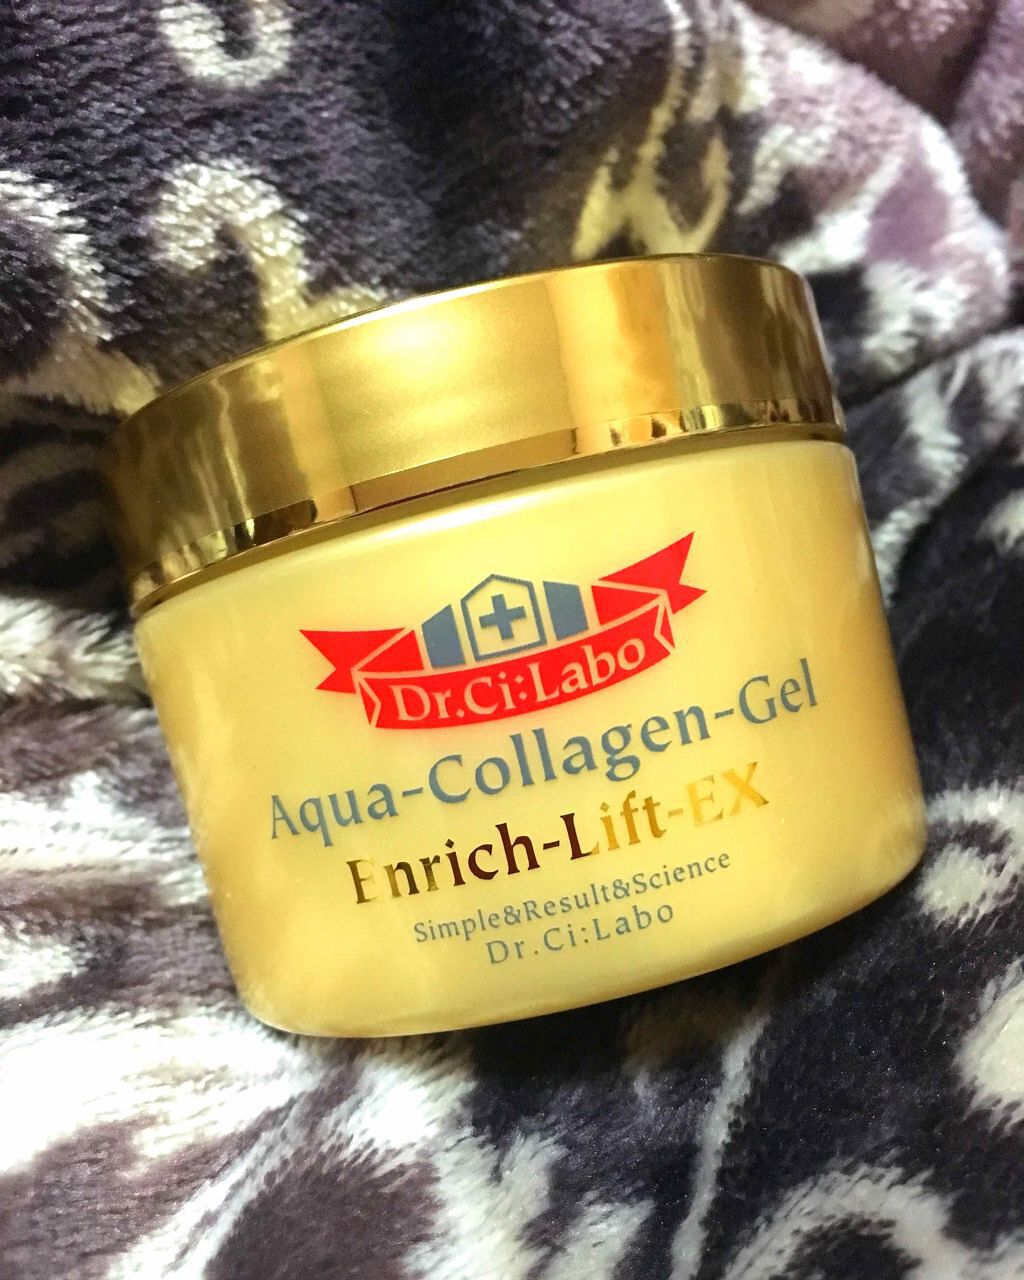 Dr.Ci:Labo
Aqua-Collagen-Gel
Enrich-Lift-EX
Simple&Result&Science
Dr.Ci:Labo